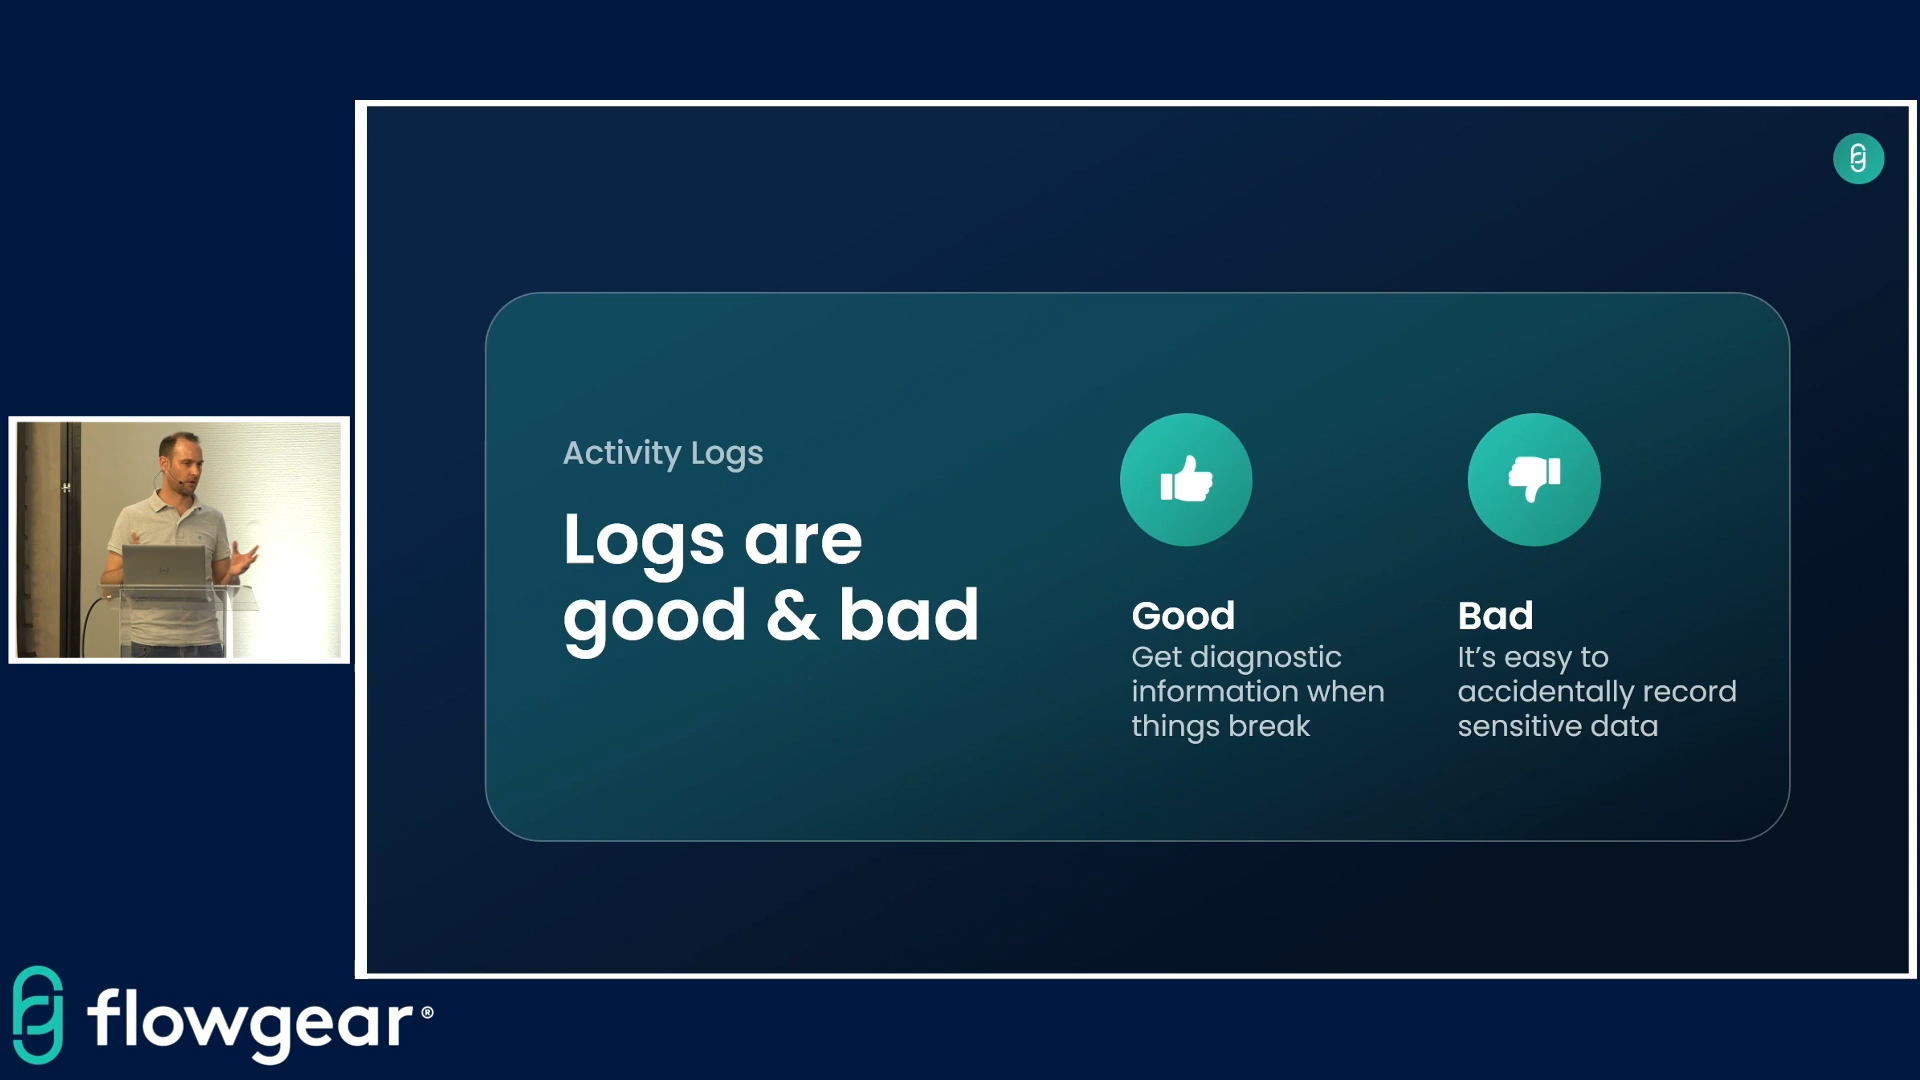 Activity Logs
Logs are
good & bad
Good
Get diagnostic
information when
things break
Bad
It’s easy to
accidentally record
sensitive data
flowgear®